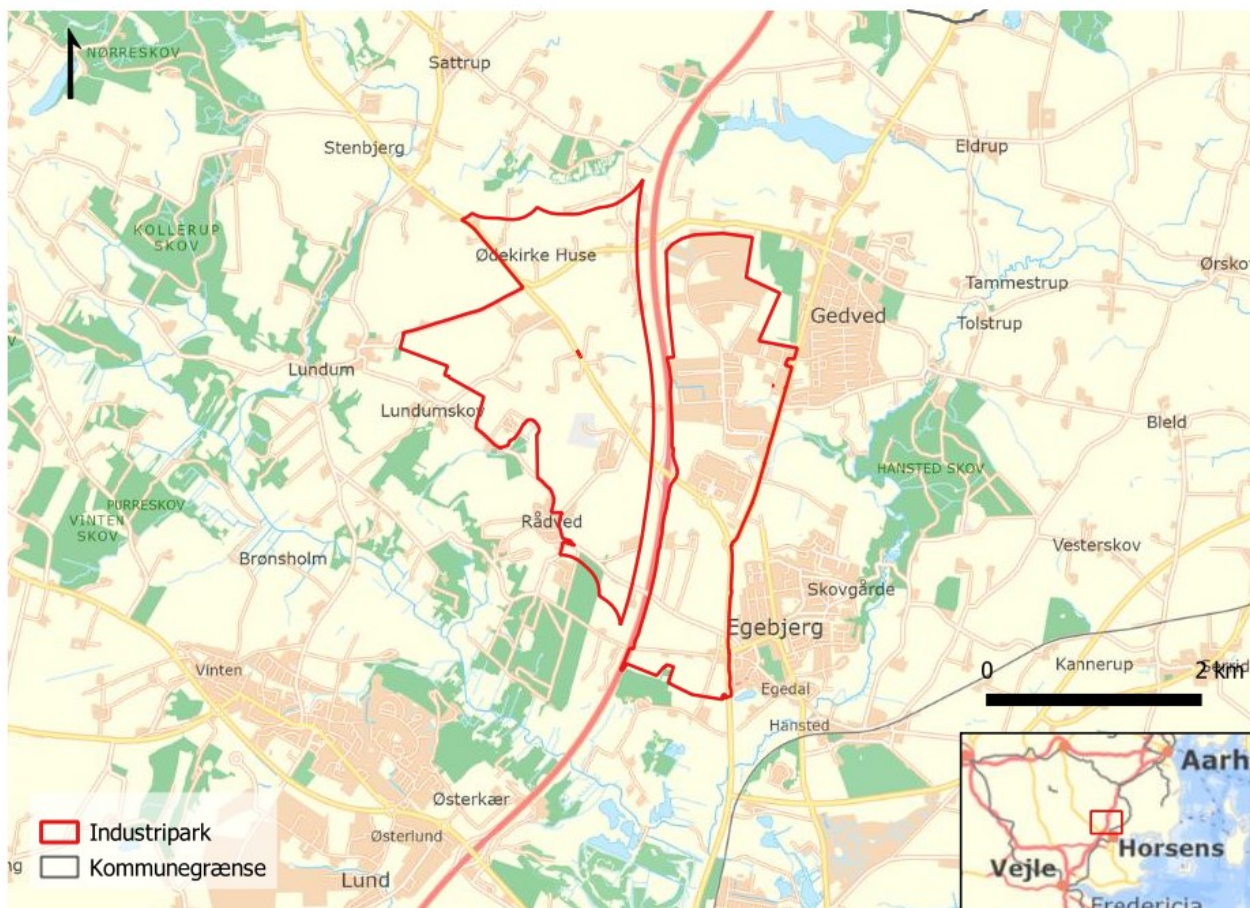 NØRRESKOV
Sattrup
Stenbjerg
Eldrup
KOLLERUP
SKOV
Ødekirke Huse
Ørskov
Tammestrup
Gedved
Tolstrup
Lundum
Lundumskov
Bleld
HANSTED SKOV
PURRESKOV
VINTEN
SKOV
Rådved
Brønsholm
Vesterskov
Skovgårde
Egebjerg
Vinten
Kannerup
0
2 km
Egedal
Hansted
Østerkær
Østerlund
Lund
Industripark
Kommunegrænse
Aarh
Horsens
Vejle
Fredericia